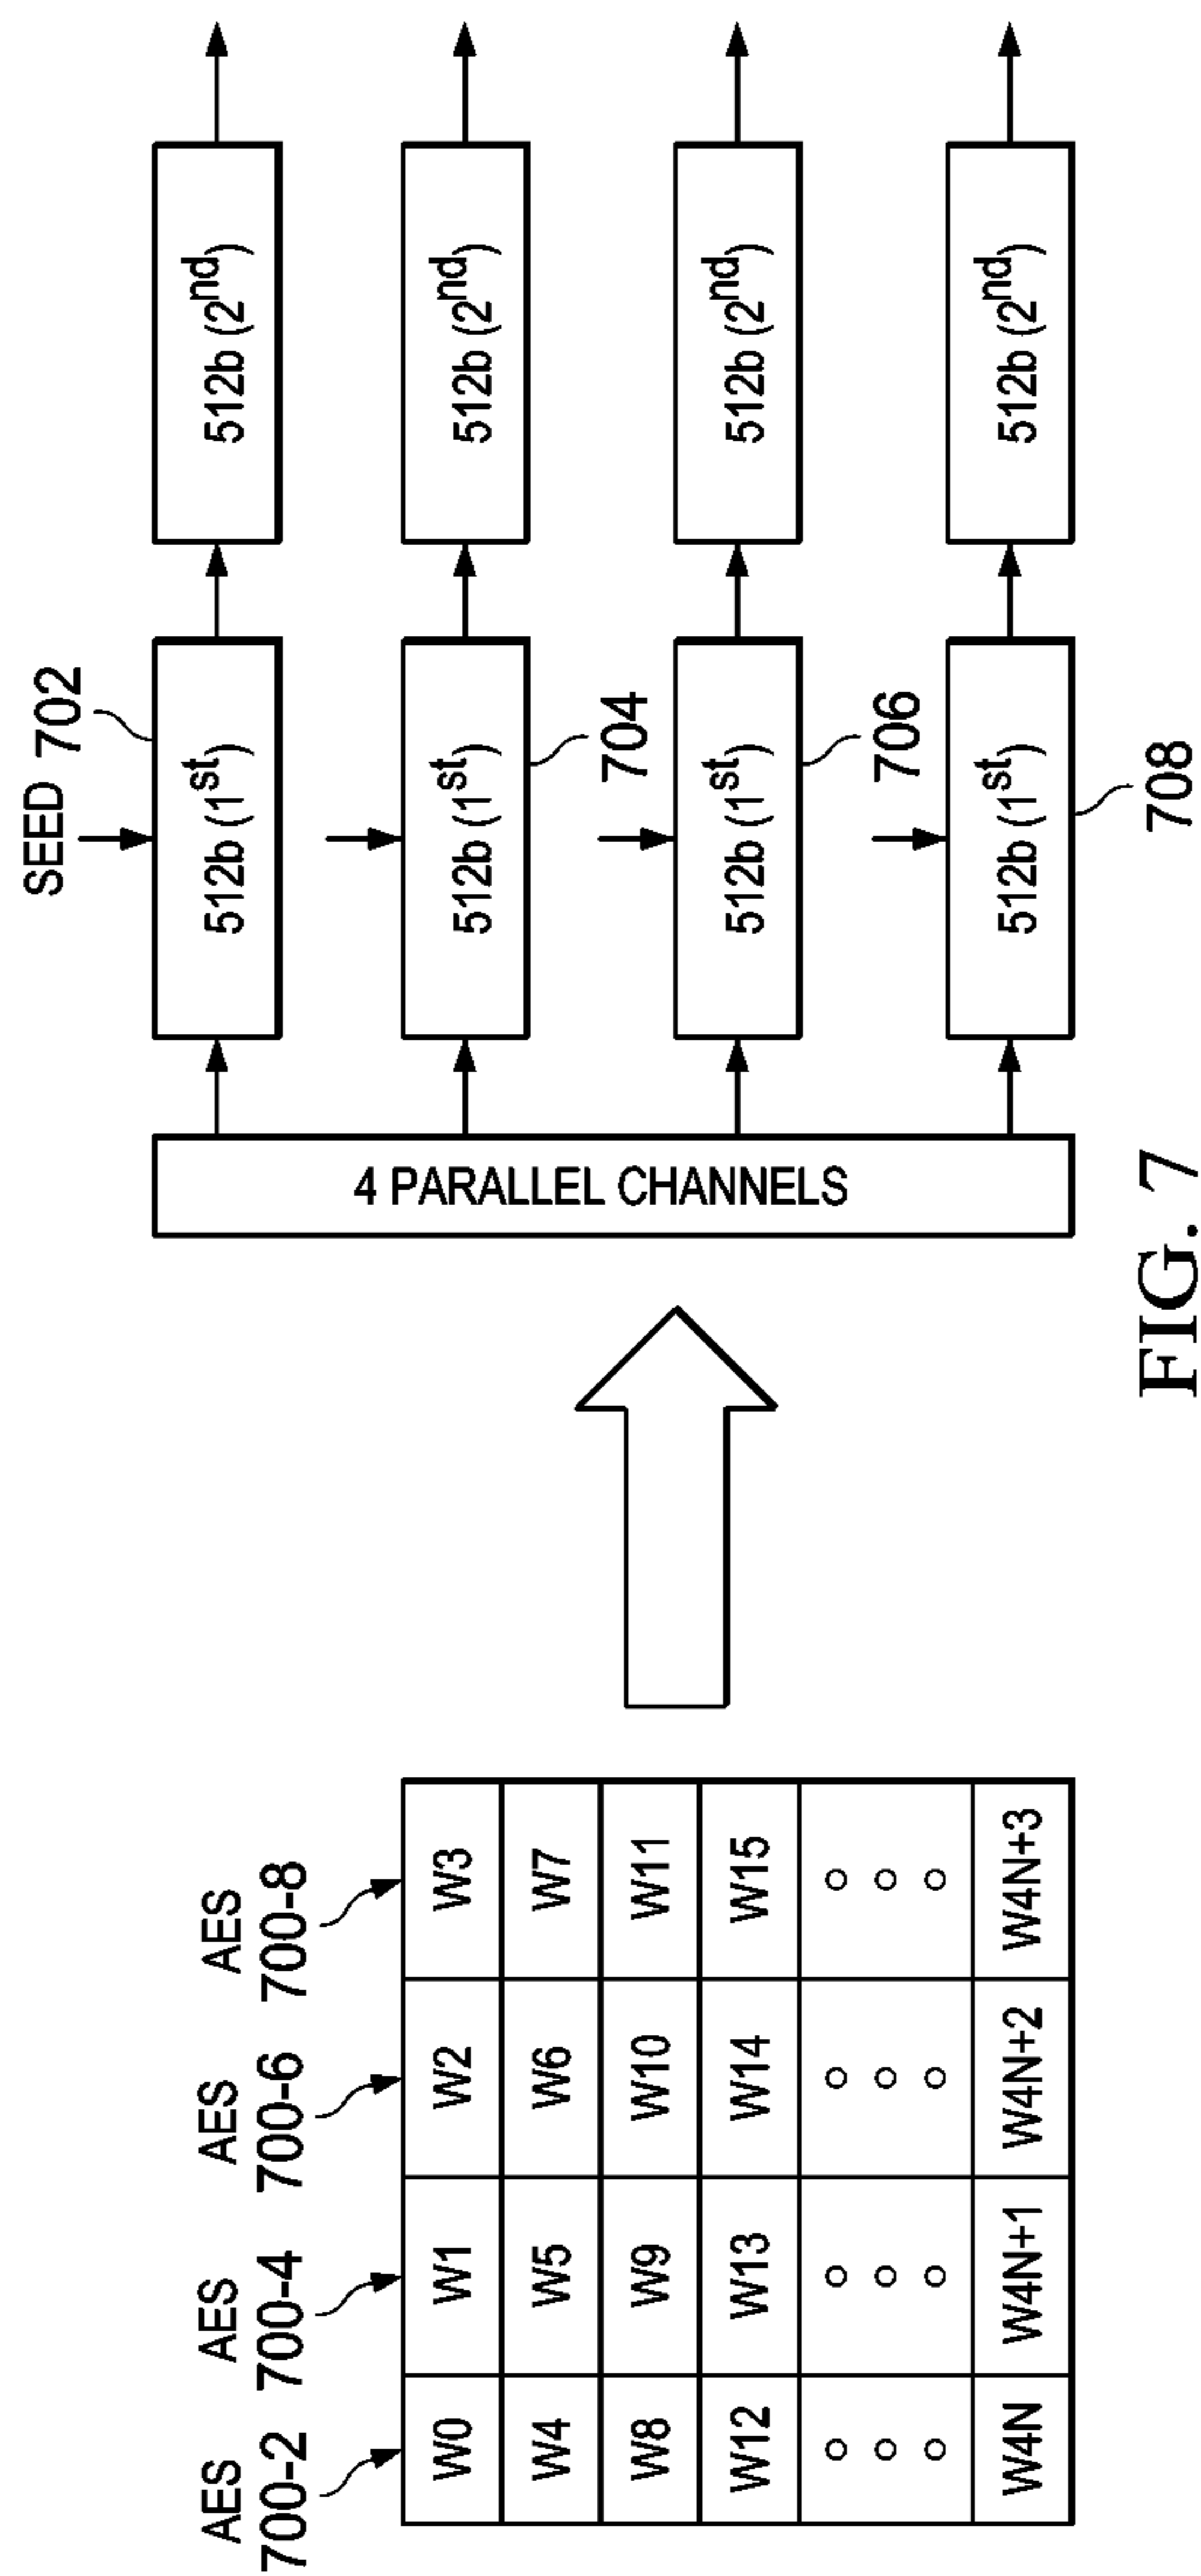 AES AES AES AES
700-2 700-4 700-6 700-8
W0 W1 W2 W3
W4 W5 W6 W7
W8 W9 W10 W11
W12 W13 W14 W15
W4N W4N+1 W4N+2 W4N+3
4 PARALLEL CHANNELS
SEED
702
512b (1st) 512b (2nd)
512b (1st) 512b (2nd)
704
512b (1st) 512b (2nd)
706
512b (1st) 512b (2nd)
708
FIG. 7